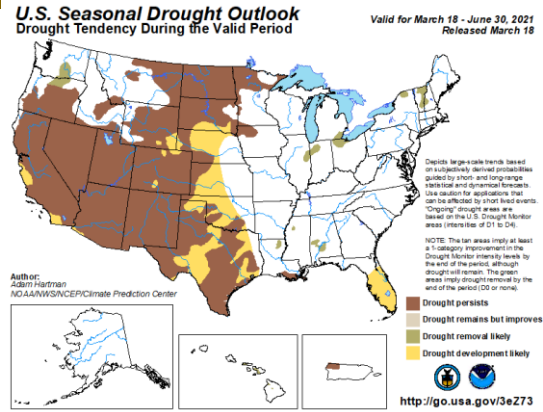 U.S. Seasonal Drought Outlook
Drought Tendency During the Valid Period
Valid for March 18 - June 30, 2021
Released March 18
Depicts large-scale trends based
on subjectively derived probabilities
guided by short- and long-range
statistical and dynamical forecasts.
Use caution for applications that
can be affected by short lived events.
"Ongoing" drought areas are
based on the U.S. Drought Monitor
areas (intensities of D1 to D4).
NOTE: The tan areas imply at least
a 1-category improvement in the
Drought Monitor intensity levels by
the end of the period, although
drought will remain. The green
areas imply drought removal by the
end of the period (D0 or none).
Author:
Adam Hartman
NOAA/NWS/NCEP/Climate Prediction Center
Drought persists
Drought remains but improves
Drought removal likely
Drought development likely
http://go.usa.gov/3eZ73